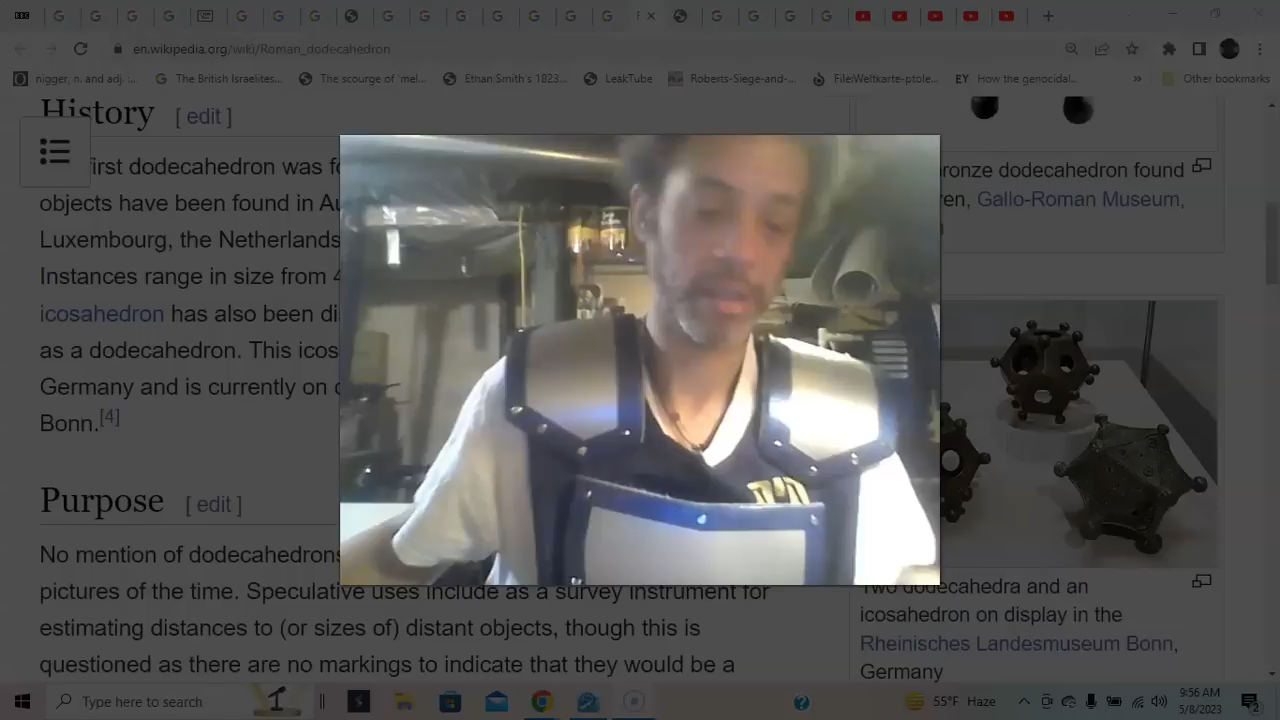 en.wikipedia.org/wiki/Roman_dodecahedron
nigger, n. and adj. :...
The British Israelites...
The scourge of 'mel...
Ethan Smith's 1823...
LeakTube
Roberts-Siege-and-...
File:Weltkarte-ptole...
EY How the genocidal...
»
Other bookmarks
History [ edit ]
first dodecahedron was fo
objects have been found in Au
Luxembourg, the Netherlands
Instances range in size from 4
icosahedron has also been di
as a dodecahedron. This icos
Germany and is currently on d
Bonn.[4]
Purpose [ edit ]
No mention of dodecahedrons
pictures of the time. Speculative uses include as a survey instrument for
estimating distances to (or sizes of) distant objects, though this is
questioned as there are no markings to indicate that they would be a
ronze dodecahedron found
en, Gallo-Roman Museum,
Two dodecahedra and an
icosahedron on display in the
Rheinisches Landesmuseum Bonn,
Germany
Type here to search
55°F Haze
9:56 AM
5/8/2023
2